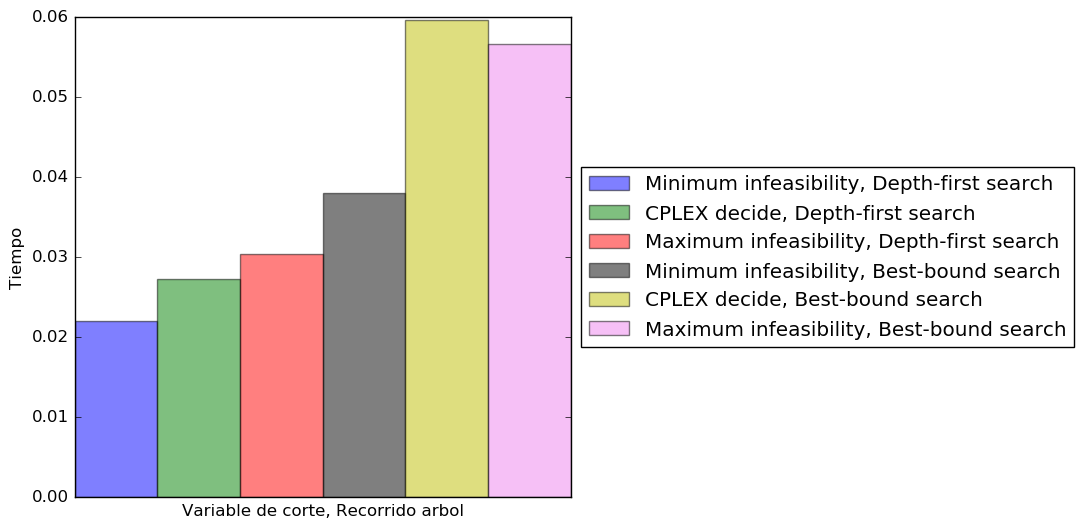 0.06
0.05
0.04
0.03
0.02
0.01
0.00
Tiempo
Variable de corte, Recorrido arbol
Minimum infeasibility, Depth-first search
CPLEX decide, Depth-first search
Maximum infeasibility, Depth-first search
Minimum infeasibility, Best-bound search
CPLEX decide, Best-bound search
Maximum infeasibility, Best-bound search